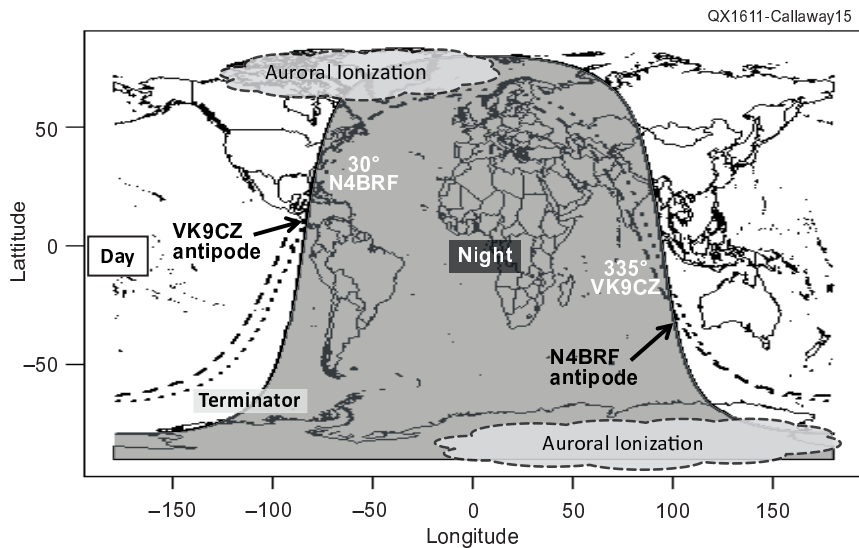 QX1611-Callaway15
Auroral Ionization
50
30°
N4BRF
VK9CZ
antipode
Lattitude
0
Day
Night
335°
VK9CZ
N4BRF
antipode
–50
Terminator
Auroral Ionization
–150
–100
–50
0
50
100
150
Longitude